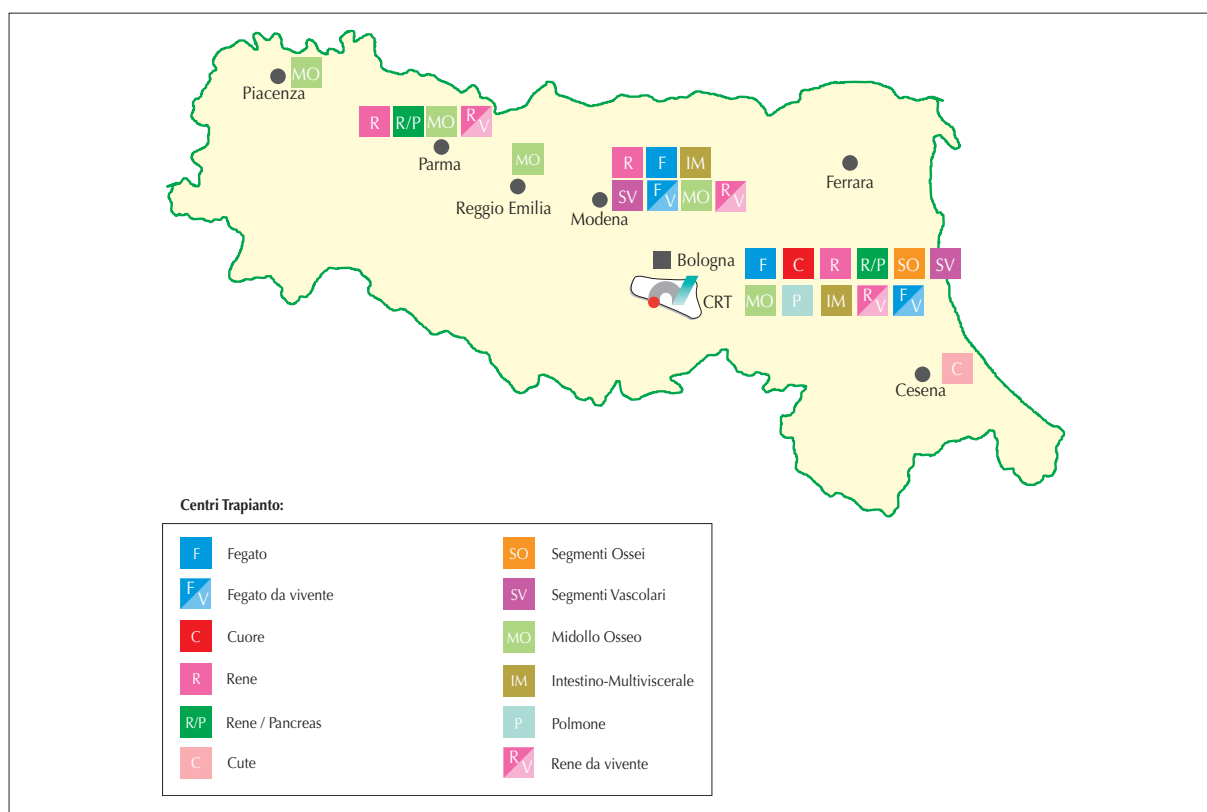 MO
Piacenza
R R/P MO R V
Parma
MO
Reggio Emilia
R F IM
SV F V MO R V
Modena
Ferrara
Bologna
F C R R/P SO SV
CRT
MO P IM R V F V
C
Cesena
Centri Trapianto:
F Fegato
F V Fegato da vivente
C Cuore
R Rene
R/P Rene / Pancreas
C Cute
SO Segmenti Ossei
SV Segmenti Vascolari
MO Midollo Osseo
IM Intestino-Multiviscerale
P Polmone
R V Rene da vivente